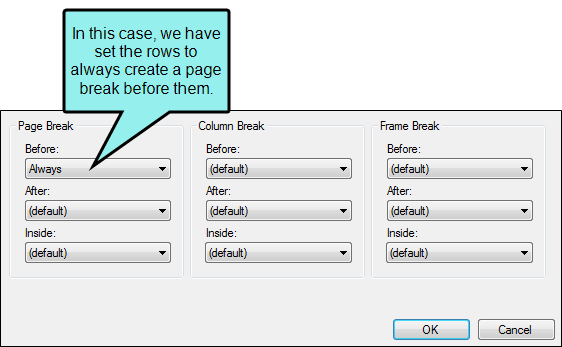 In this case, we have
set the rows to
always create a page
break before them.
Page Break
Before:
Always
After:
(default)
Inside:
(default)
Column Break
Before:
(default)
After:
(default)
Inside:
(default)
Frame Break
Before:
(default)
After:
(default)
Inside:
(default)
OK
Cancel